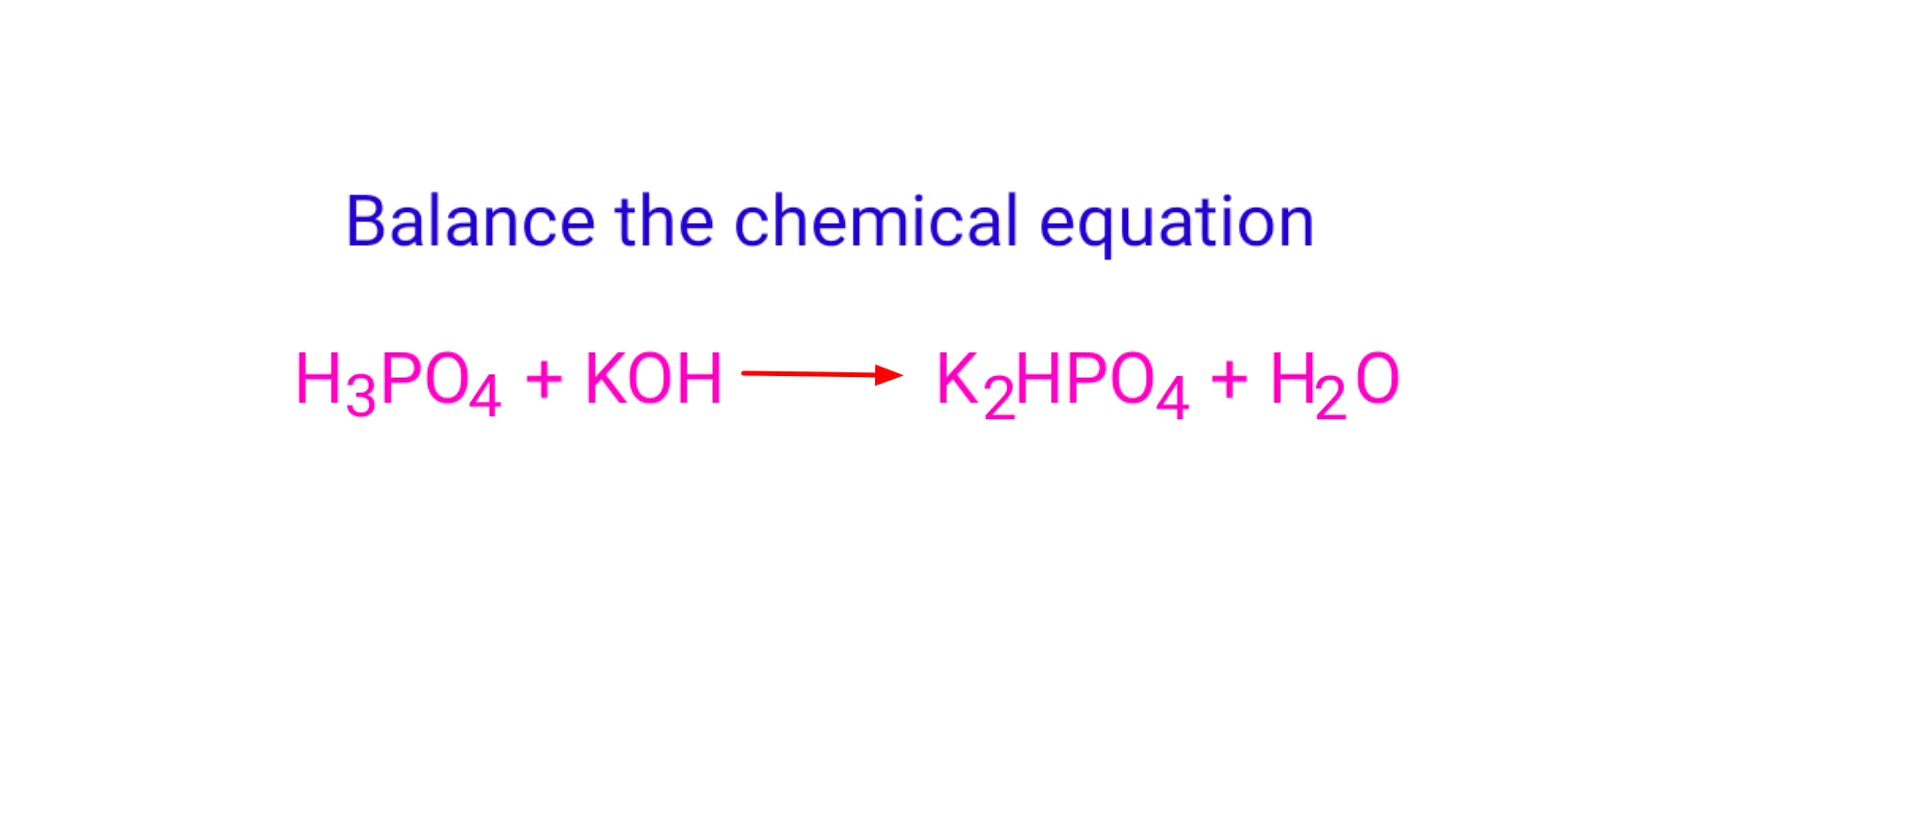 Balance the chemical equation
H₃PO₄ + KOH ⟶ K₂HPO₄ + H₂O